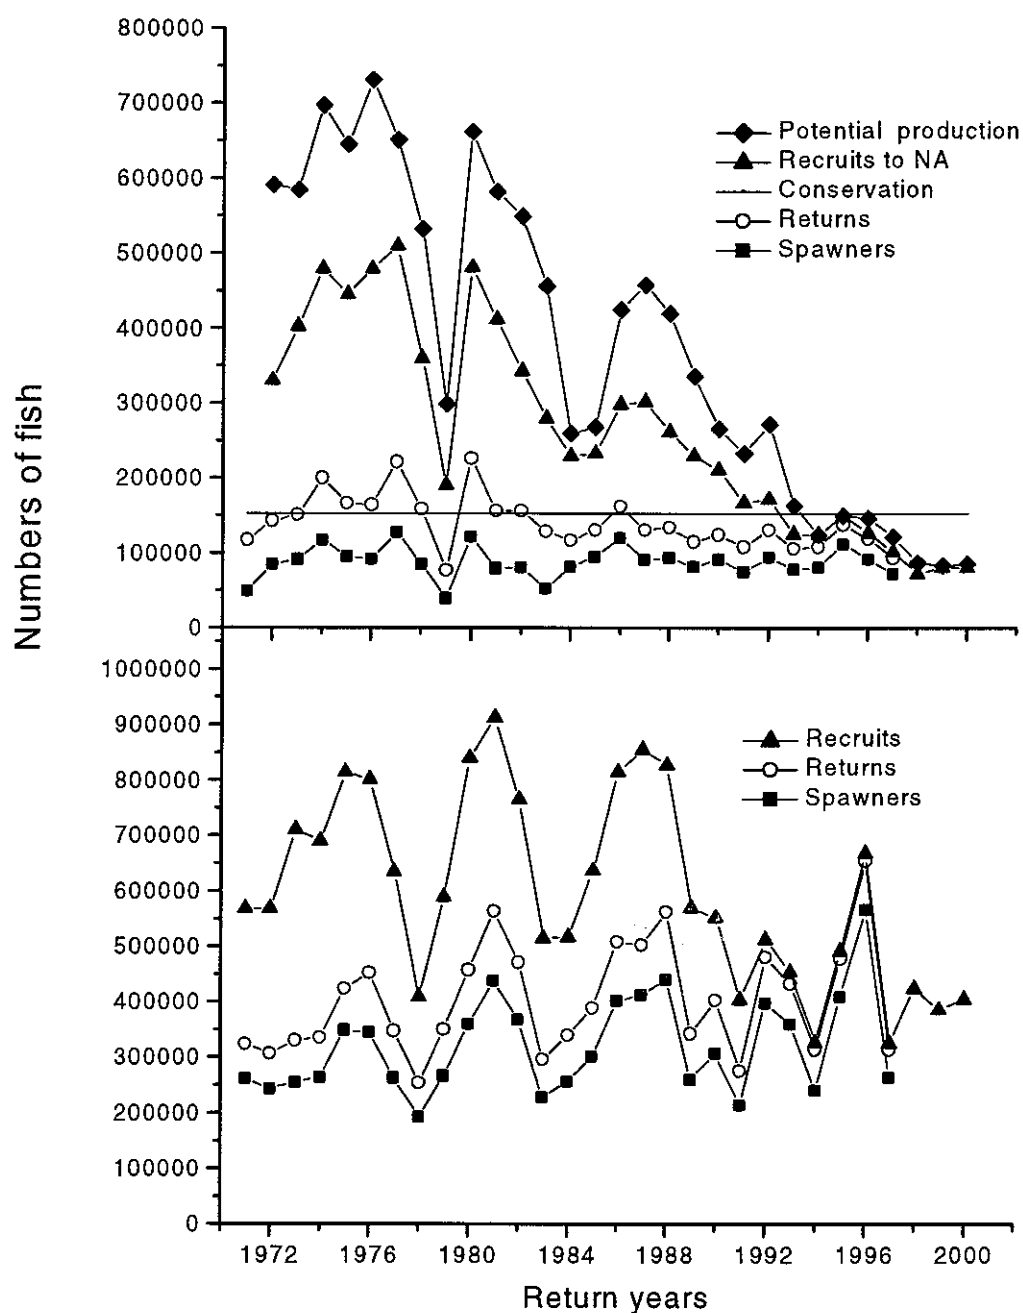 800000
700000
600000
500000
400000
300000
200000
100000
0
Potential production
Recruits to NA
Conservation
Returns
Spawners
Numbers of fish
1000000
900000
800000
700000
600000
500000
400000
300000
200000
100000
0
Recruits
Returns
Spawners
1972 1976 1980 1984 1988 1992 1996 2000
Return years